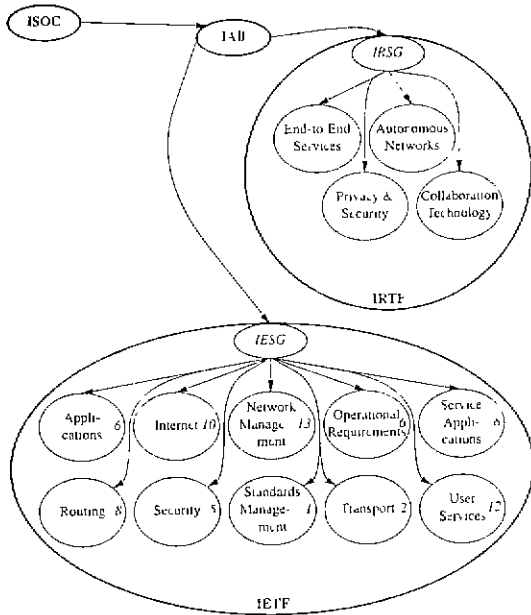 ISOC
IAB
IRSG
End-to End
Services
Autonomous
Networks
Privacy &
Security
Collaboration
Technology
IRTF
IESG
Appli-
cations 6
Internet 10
Network
Manage 13
ment
Operational
Requirements 6
Service
Appli-
cations 6
Routing 8
Security 5
Standards
Manage-
ment 1
Transport 2
User
Services 12
IETF